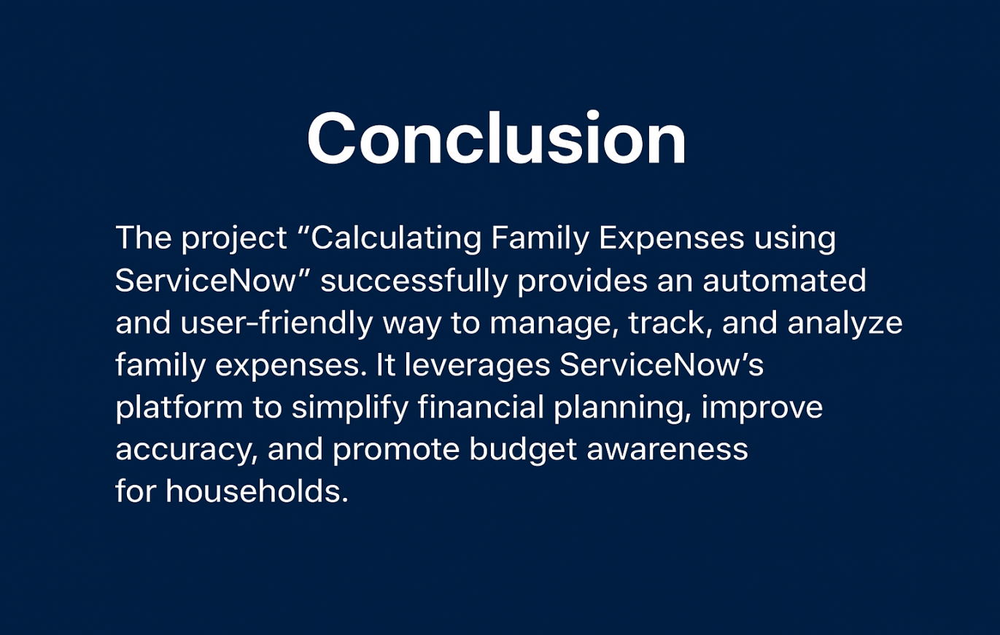 Conclusion
The project “Calculating Family Expenses using
ServiceNow” successfully provides an automated
and user-friendly way to manage, track, and analyze
family expenses. It leverages ServiceNow’s
platform to simplify financial planning, improve
accuracy, and promote budget awareness
for households.